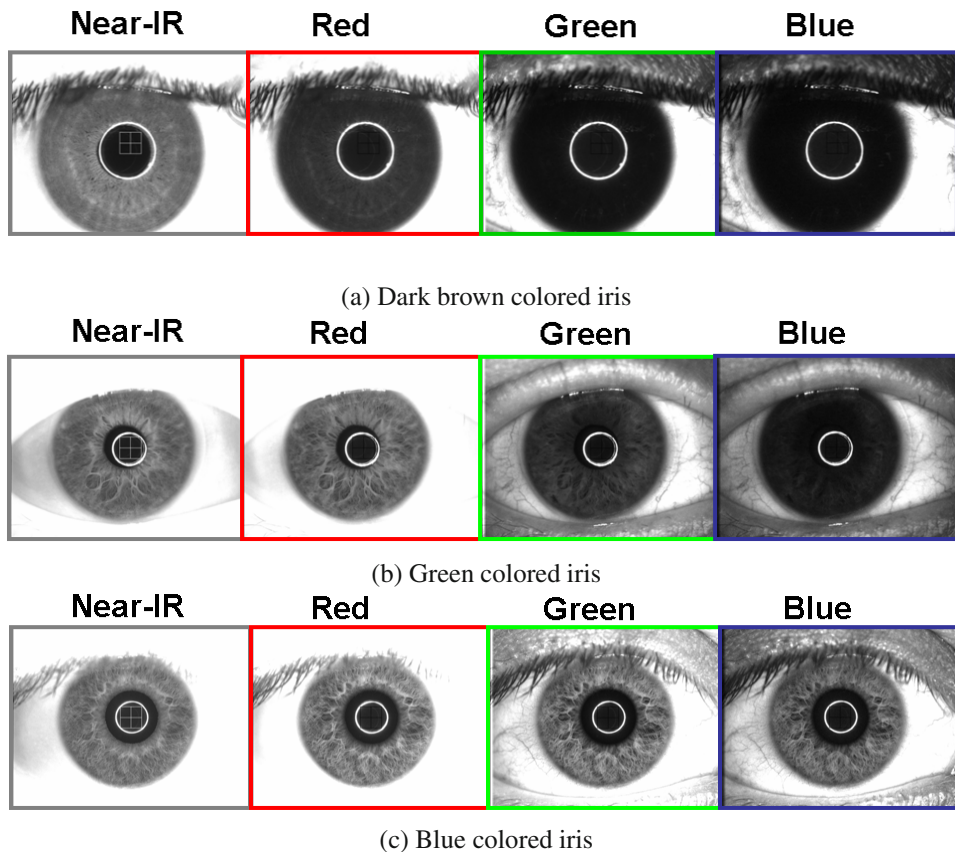 Near-IR Red Green Blue
(a) Dark brown colored iris
Near-IR Red Green Blue
(b) Green colored iris
Near-IR Red Green Blue
(c) Blue colored iris